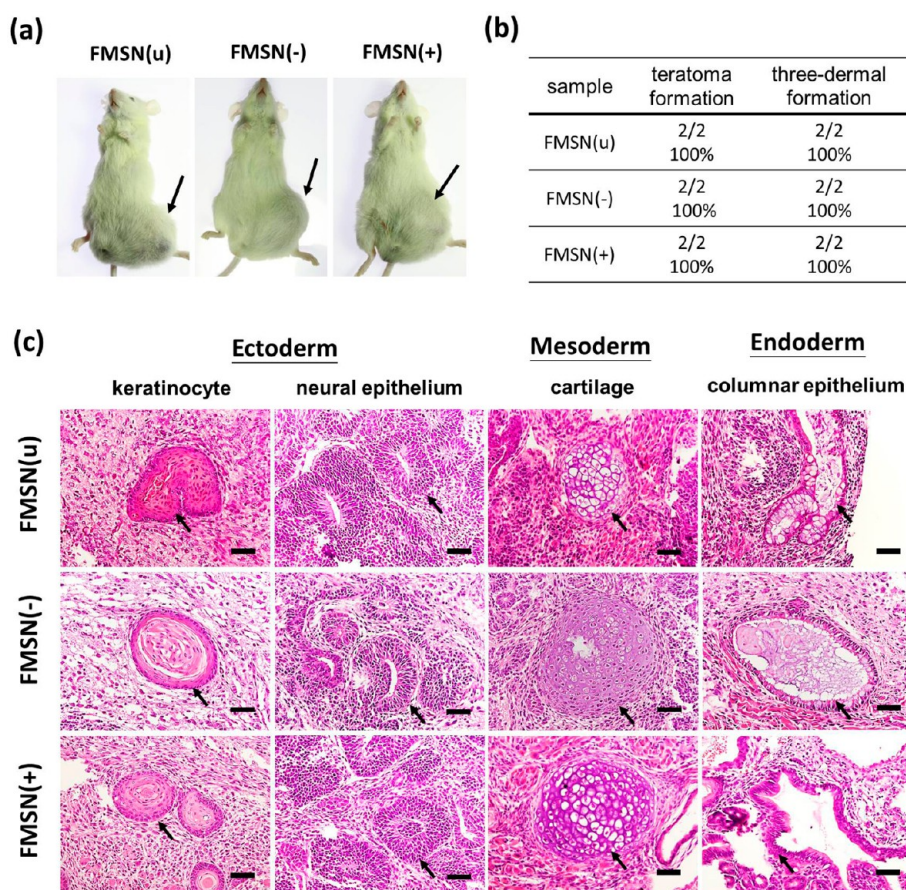 (a)
FMSN(u) FMSN(-) FMSN(+)
(b)
sample teratoma formation three-dermal formation
FMSN(u) 2/2 2/2
100% 100%
FMSN(-) 2/2 2/2
100% 100%
FMSN(+) 2/2 2/2
100% 100%
(c)
Ectoderm Mesoderm Endoderm
keratinocyte neural epithelium cartilage columnar epithelium
FMSN(u)
FMSN(-)
FMSN(+)